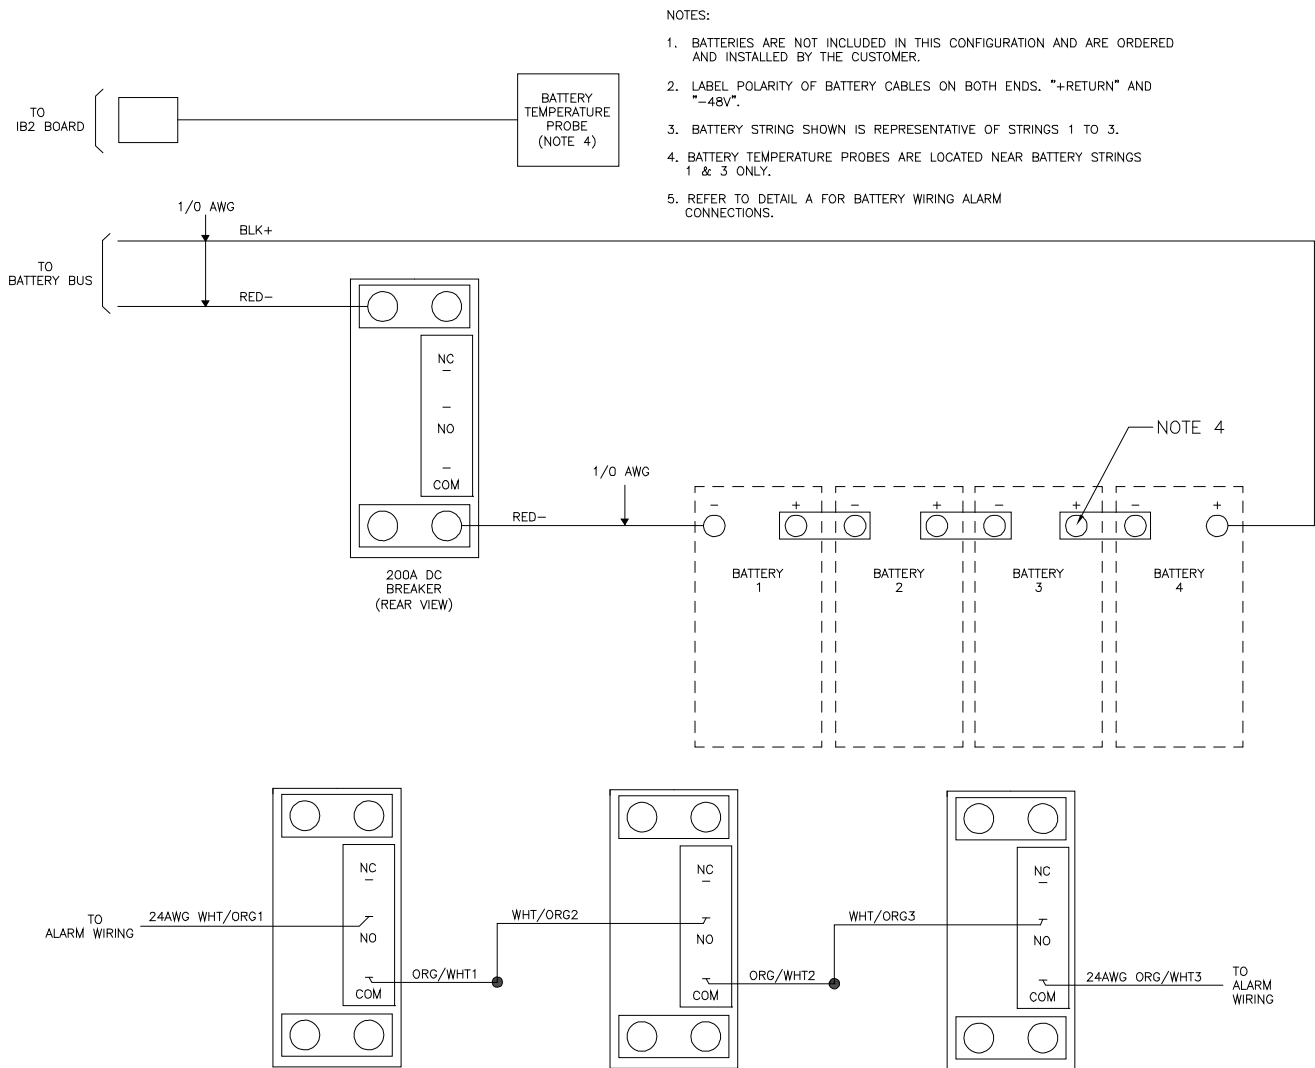 NOTES:
1. BATTERIES ARE NOT INCLUDED IN THIS CONFIGURATION AND ARE ORDERED
AND INSTALLED BY THE CUSTOMER.
2. LABEL POLARITY OF BATTERY CABLES ON BOTH ENDS. "+RETURN" AND
"-48V".
3. BATTERY STRING SHOWN IS REPRESENTATIVE OF STRINGS 1 TO 3.
4. BATTERY TEMPERATURE PROBES ARE LOCATED NEAR BATTERY STRINGS
1 & 3 ONLY.
5. REFER TO DETAIL A FOR BATTERY WIRING ALARM
CONNECTIONS.
TO
IB2 BOARD
BATTERY
TEMPERATURE
PROBE
(NOTE 4)
1/0 AWG
BLK+
TO
BATTERY BUS
RED-
NC
NO
COM
200A DC
BREAKER
(REAR VIEW)
1/0 AWG
RED-
NOTE 4
- + - + - + - +
BATTERY
1
BATTERY
2
BATTERY
3
BATTERY
4
TO
ALARM WIRING
24AWG WHT/ORG1
NC
NO
COM
ORG/WHT1
WHT/ORG2
NC
NO
COM
ORG/WHT2
WHT/ORG3
NC
NO
COM
24AWG ORG/WHT3
TO
ALARM
WIRING